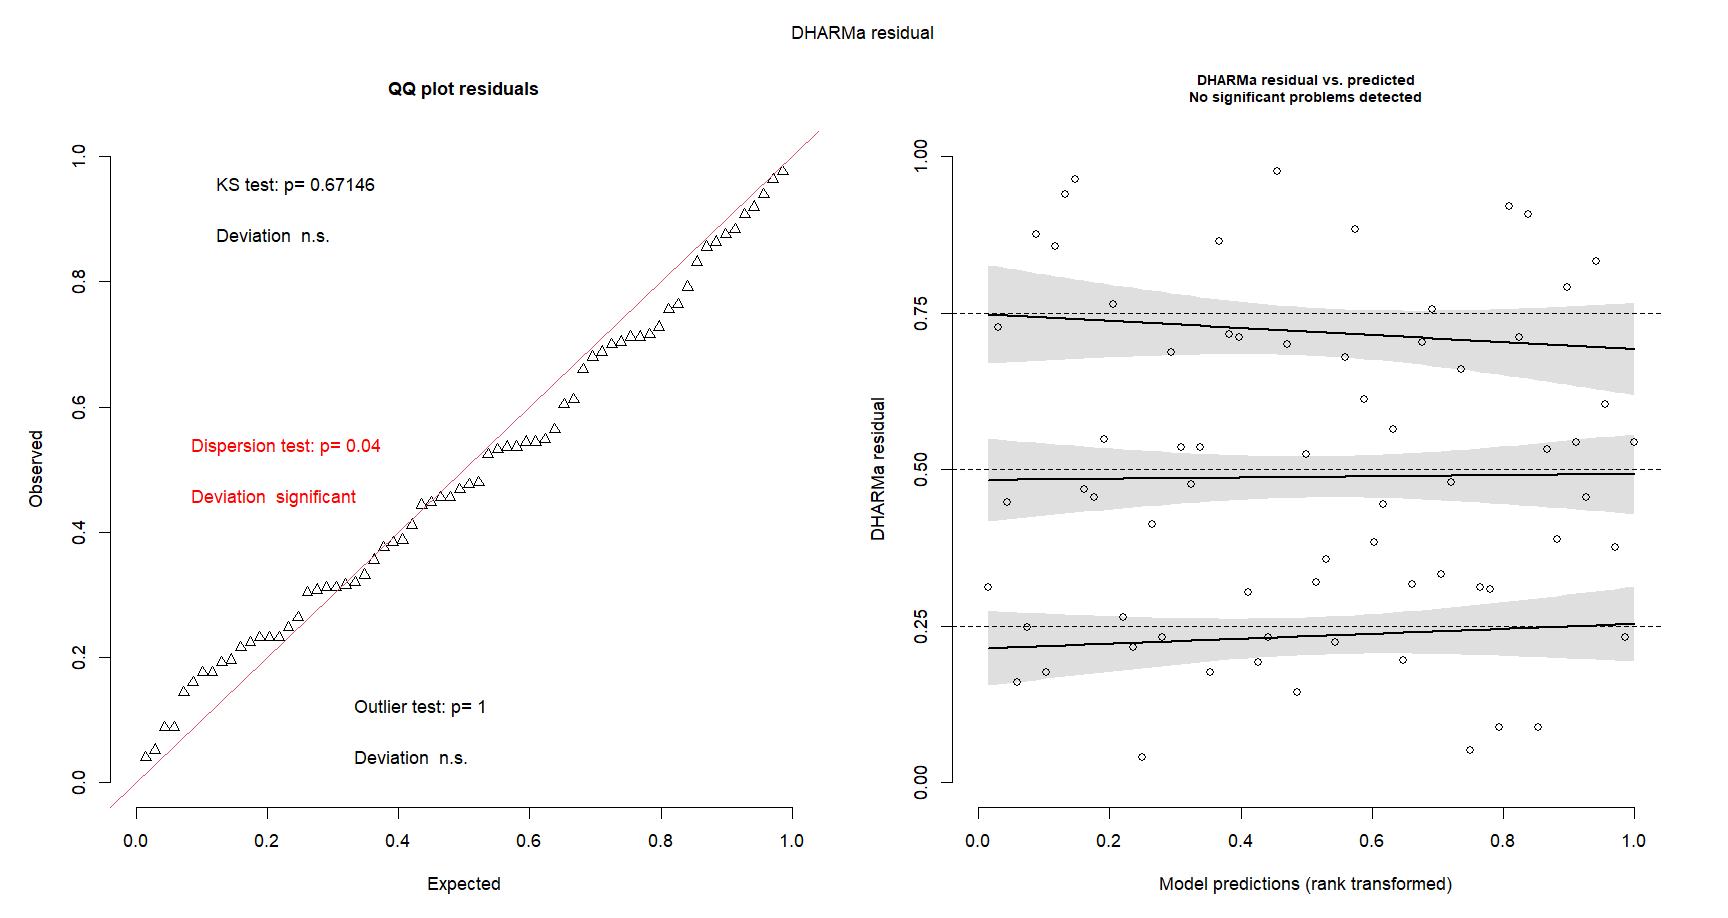 DHARMa residual
QQ plot residuals
KS test: p= 0.67146
Deviation  n.s.
Dispersion test: p= 0.04
Deviation  significant
Outlier test: p= 1
Deviation  n.s.
Observed
1.0
0.8
0.6
0.4
0.2
0.0
0.0 0.2 0.4 0.6 0.8 1.0
Expected
DHARMa residual vs. predicted
No significant problems detected
DHARMa residual
1.00
0.75
0.50
0.25
0.00
0.0 0.2 0.4 0.6 0.8 1.0
Model predictions (rank transformed)